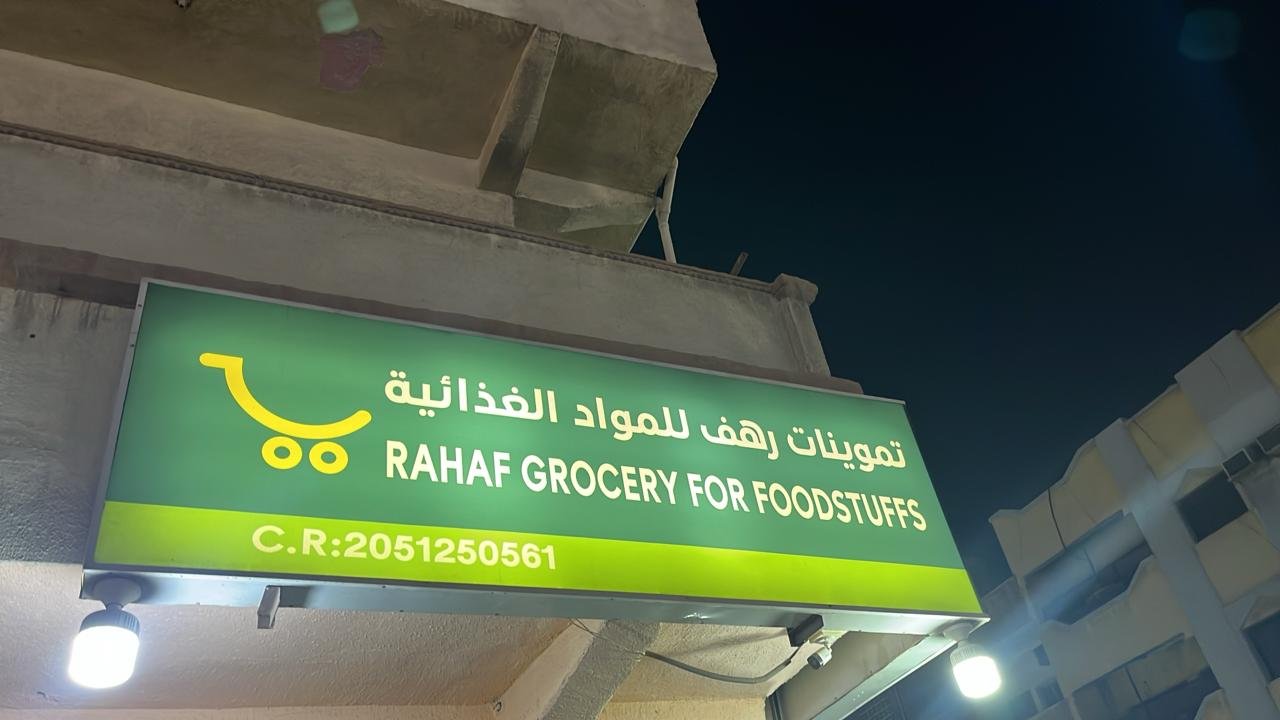 تموينات رهف للمواد الغذائية
RAHAF GROCERY FOR FOODSTUFFS
C.R:2051250561